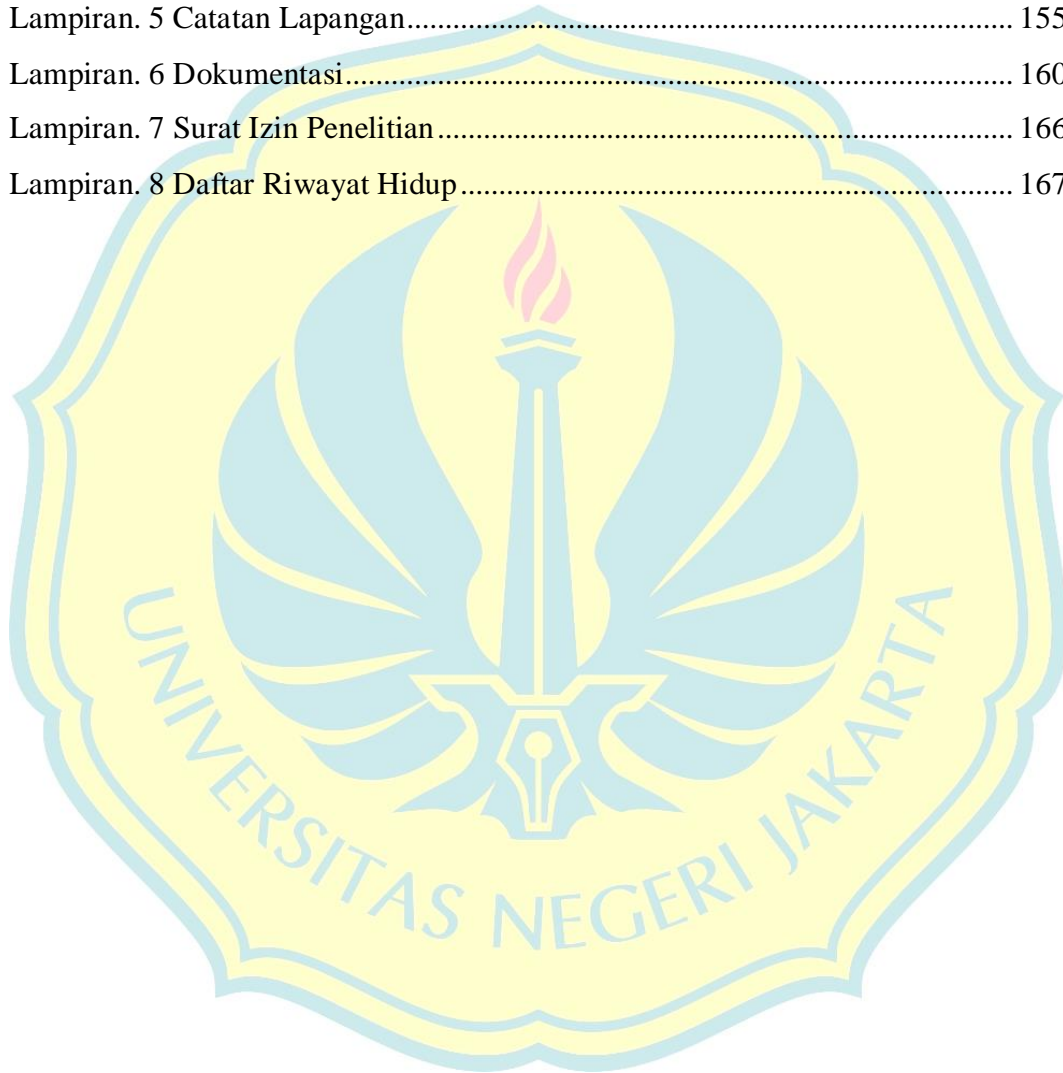 Lampiran. 5 Catatan Lapangan........................................................................................ 155
Lampiran. 6 Dokumentasi................................................................................................ 160
Lampiran. 7 Surat Izin Penelitian.................................................................................... 166
Lampiran. 8 Daftar Riwayat Hidup................................................................................ 167
UNIVERSITAS NEGERI JAKARTA